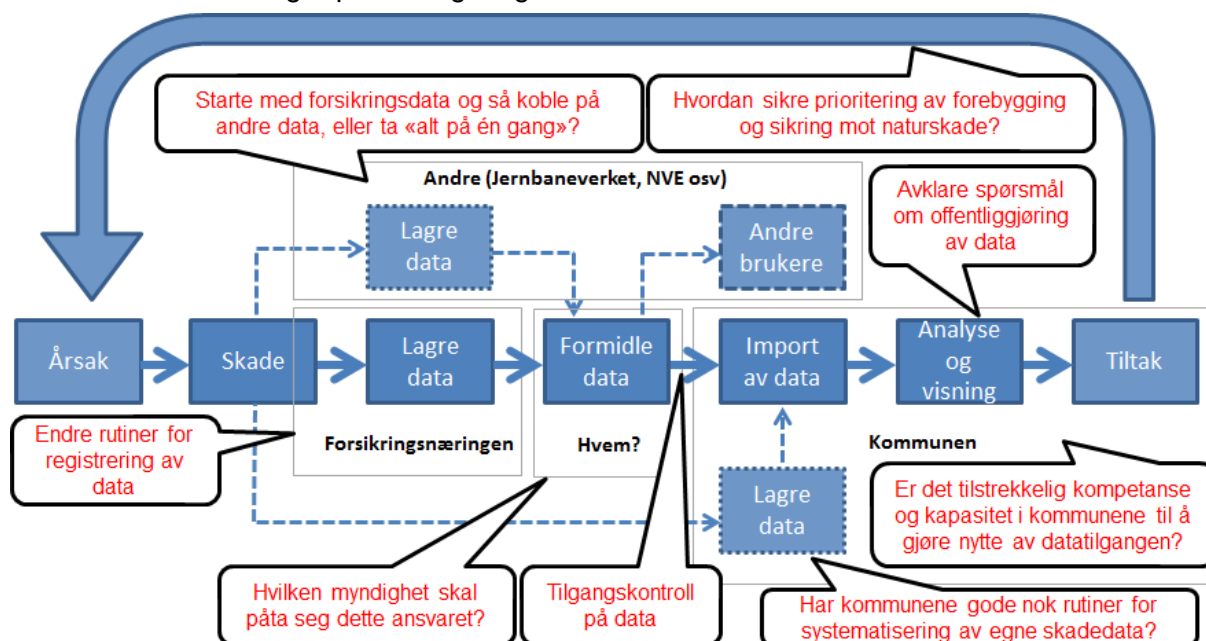 Starte med forsikringsdata og så koble på
andre data, eller ta «alt på én gang»?
Hvordan sikre prioritering av forebygging
og sikring mot naturskade?
Andre (Jernbaneverket, NVE osv)
Avklare spørsmål
om offentliggjøring
av data
Lagre
data
Andre
brukere
Årsak
Skade
Lagre
data
Formidle
data
Import
av data
Analyse
og
visning
Tiltak
Endre rutiner for
registrering av
data
Forsikringsnæringen
Hvem?
Kommunen
Lagre
data
Er det tilstrekkelig kompetanse
og kapasitet i kommunene til å
gjøre nytte av datatilgangen?
Hvilken myndighet skal
påta seg dette ansvaret?
Tilgangskontroll
på data
Har kommunene gode nok rutiner for
systematisering av egne skadedata?